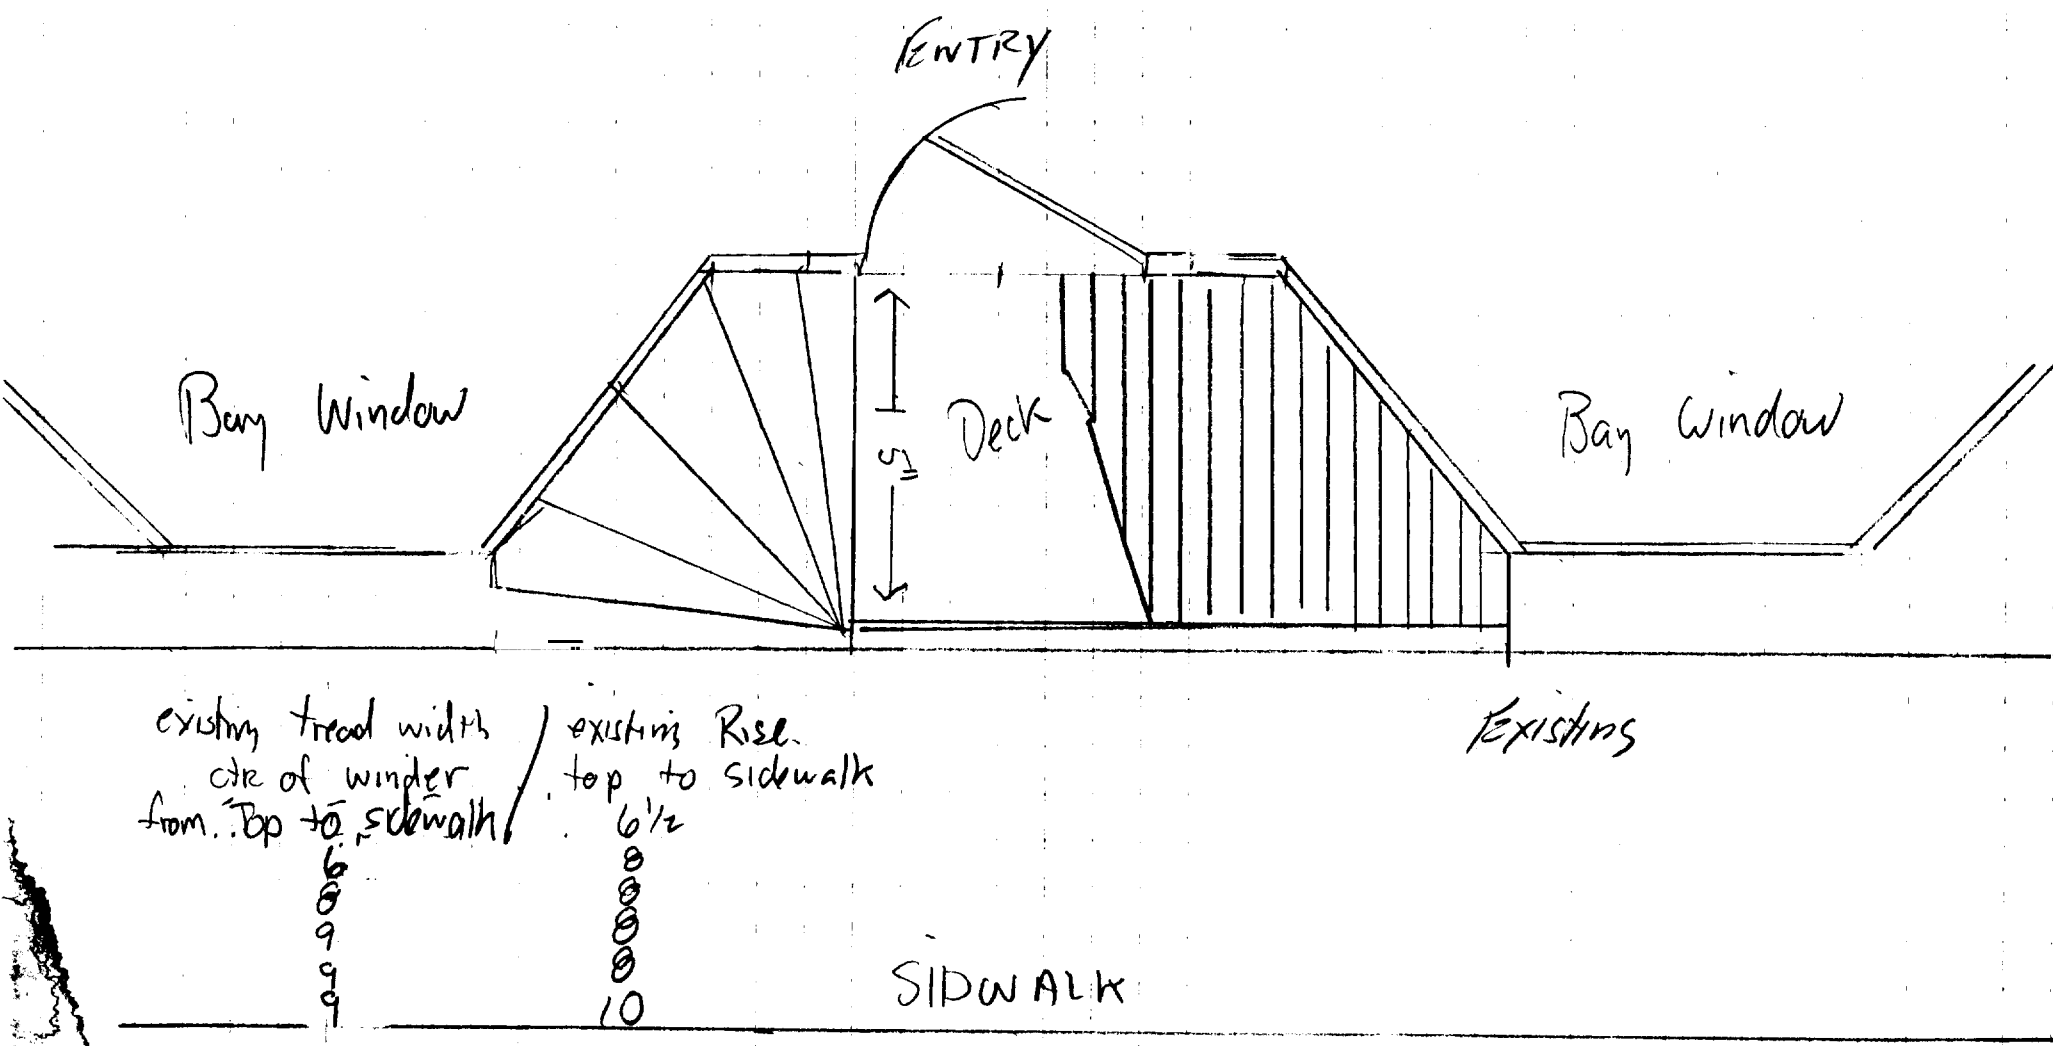 ENTRY
Bay Window
Deck
5"
Bay Window
existing tread width / existing Rise.
ctr of winder top to sidewalk
from Top to sidewalk 6 1/2
6 8
8 8
9 8
9 8
9 10
Existing
SIDWALK